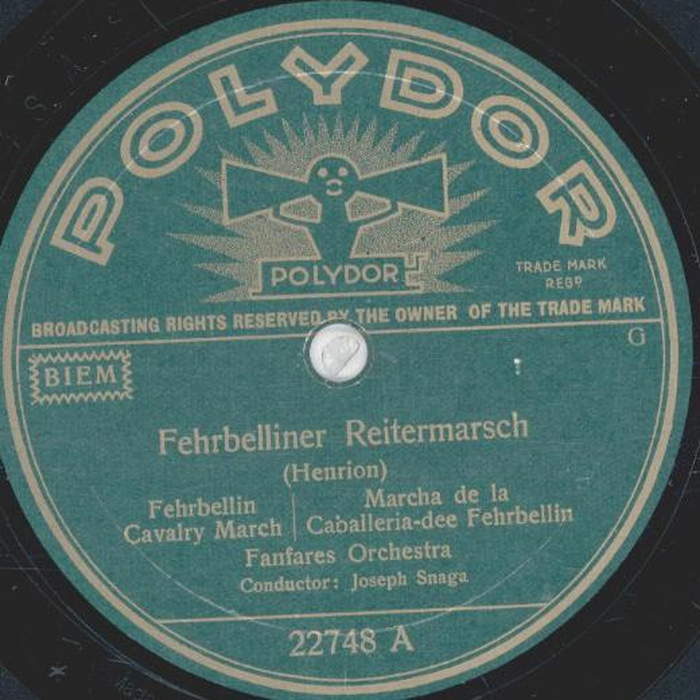 POLYDOR
POLYDOR
TRADE MARK
REGD
BROADCASTING RIGHTS RESERVED BY THE OWNER OF THE TRADE MARK
G
BIEM
Fehrbelliner Reitermarsch
(Henrion)
Fehrbellin
Cavalry March
Marcha de la
Caballeria-dee Fehrbellin
Fanfares Orchestra
Conductor: Joseph Snaga
22748 A